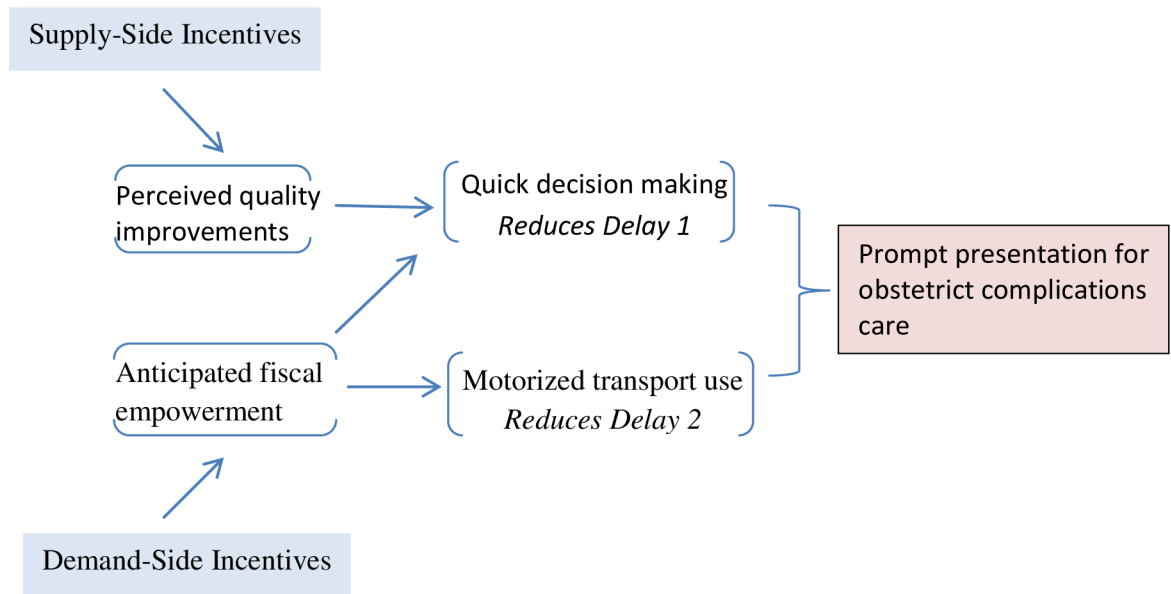 Supply-Side Incentives
Perceived quality
improvements
Quick decision making
Reduces Delay 1
Prompt presentation for
obstetrict complications
care
Anticipated fiscal
empowerment
Motorized transport use
Reduces Delay 2
Demand-Side Incentives